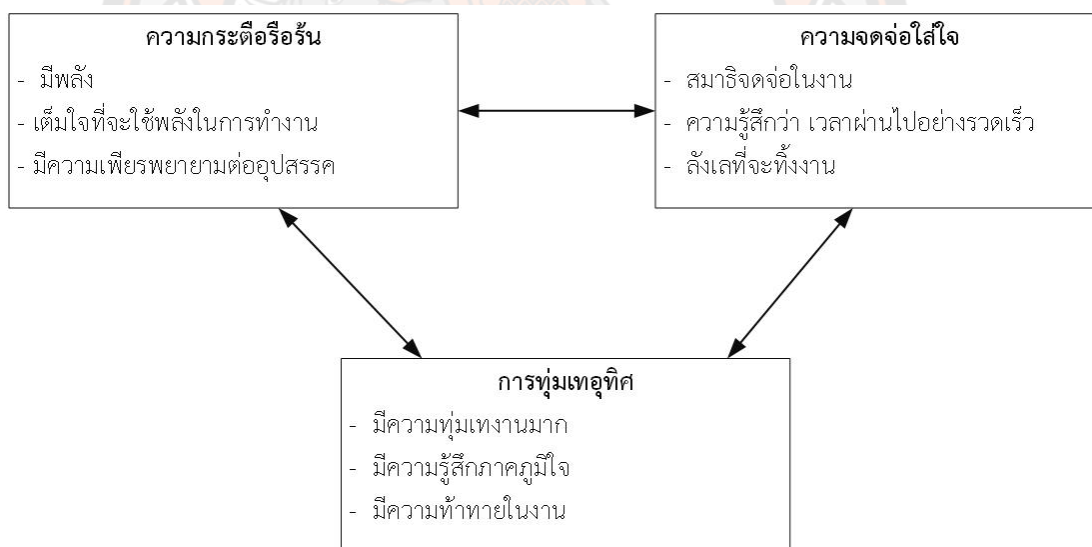 ความกระตือรือร้น
- มีพลัง
- เต็มใจที่จะใช้พลังในการทำงาน
- มีความเพียรพยายามต่ออุปสรรค
ความจดจ่อใส่ใจ
- สมาธิจดจ่อในงาน
- ความรู้สึกว่า เวลาผ่านไปอย่างรวดเร็ว
- ลังเลที่จะทิ้งงาน
การทุ่มเทอุทิศ
- มีความทุ่มเทงานมาก
- มีความรู้สึกภาคภูมิใจ
- มีความท้าทายในงาน